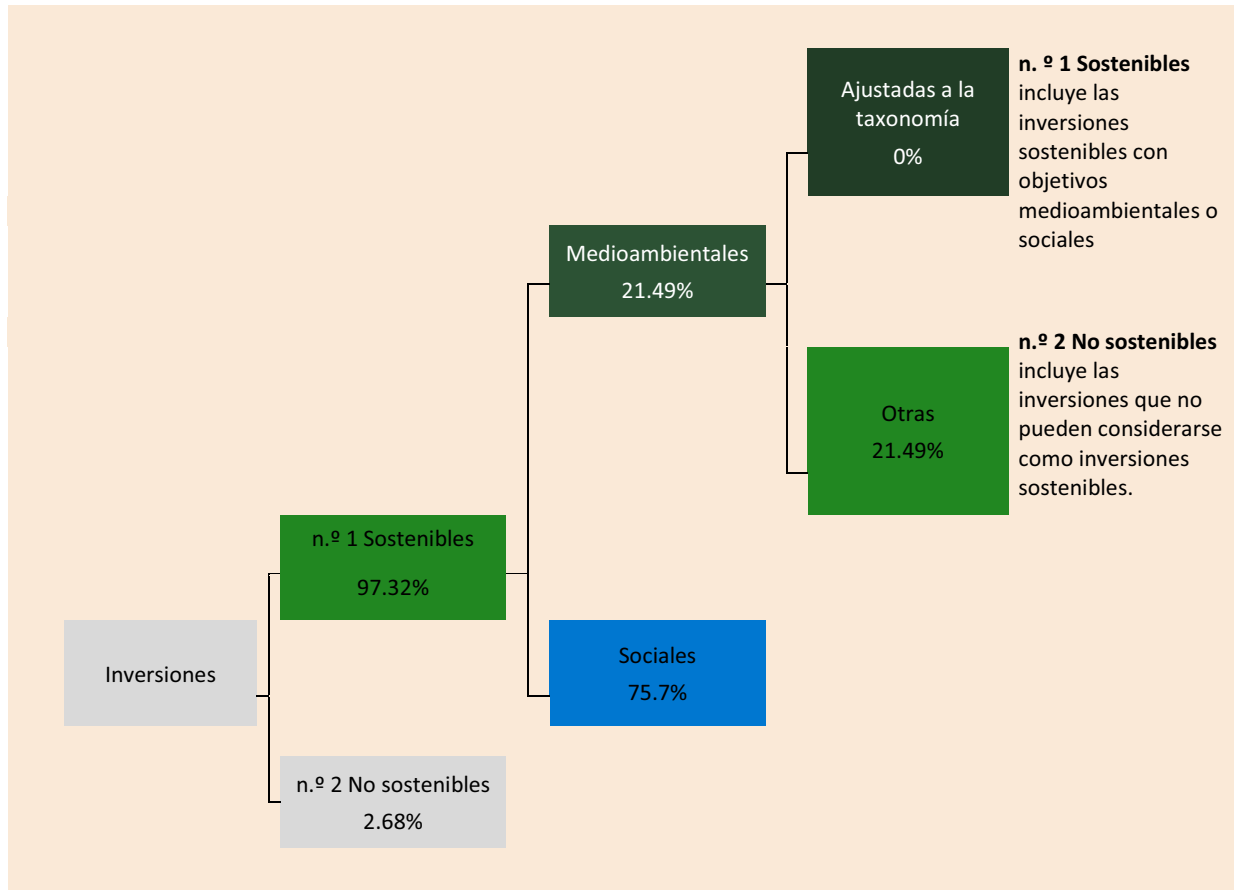 Ajustadas a la
taxonomía
0%
n. º 1 Sostenibles
incluye las
inversiones
sostenibles con
objetivos
medioambientales o
sociales
Medioambientales
21.49%
n.º 2 No sostenibles
incluye las
inversiones que no
pueden considerarse
como inversiones
sostenibles.
Otras
21.49%
n.º 1 Sostenibles
97.32%
Inversiones
Sociales
75.7%
n.º 2 No sostenibles
2.68%